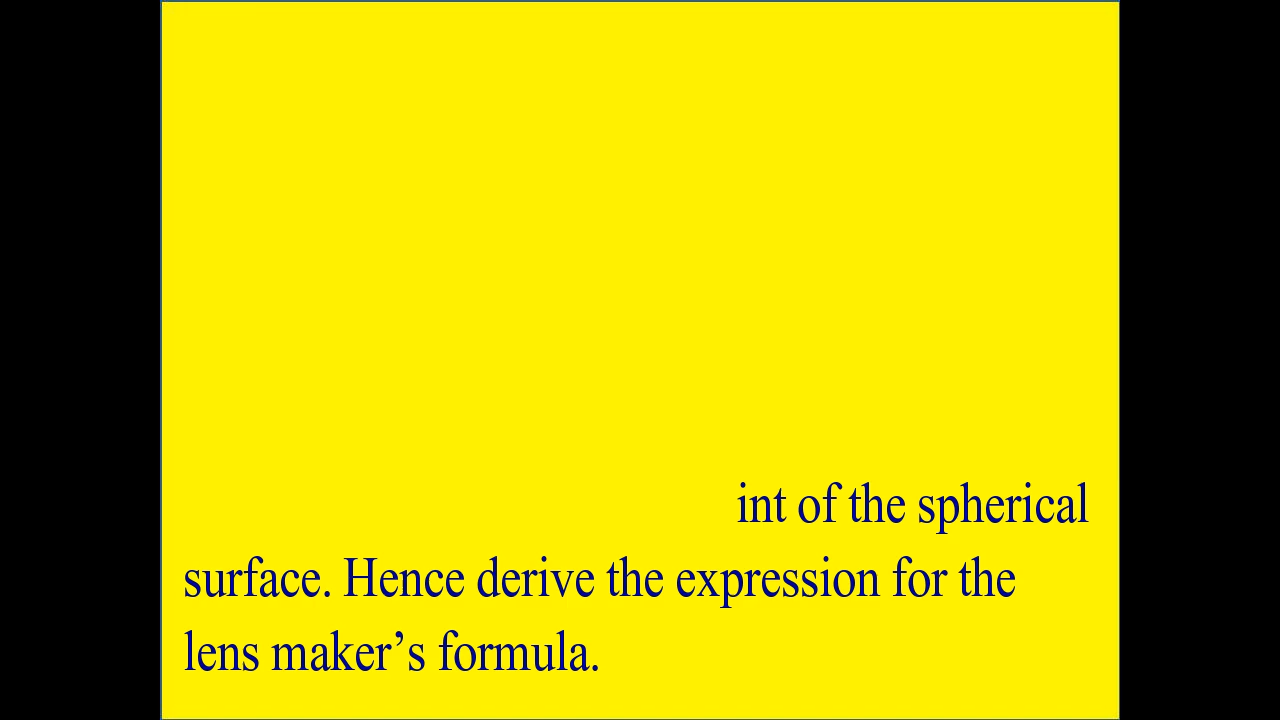 int of the spherical
surface. Hence derive the expression for the
lens maker’s formula.